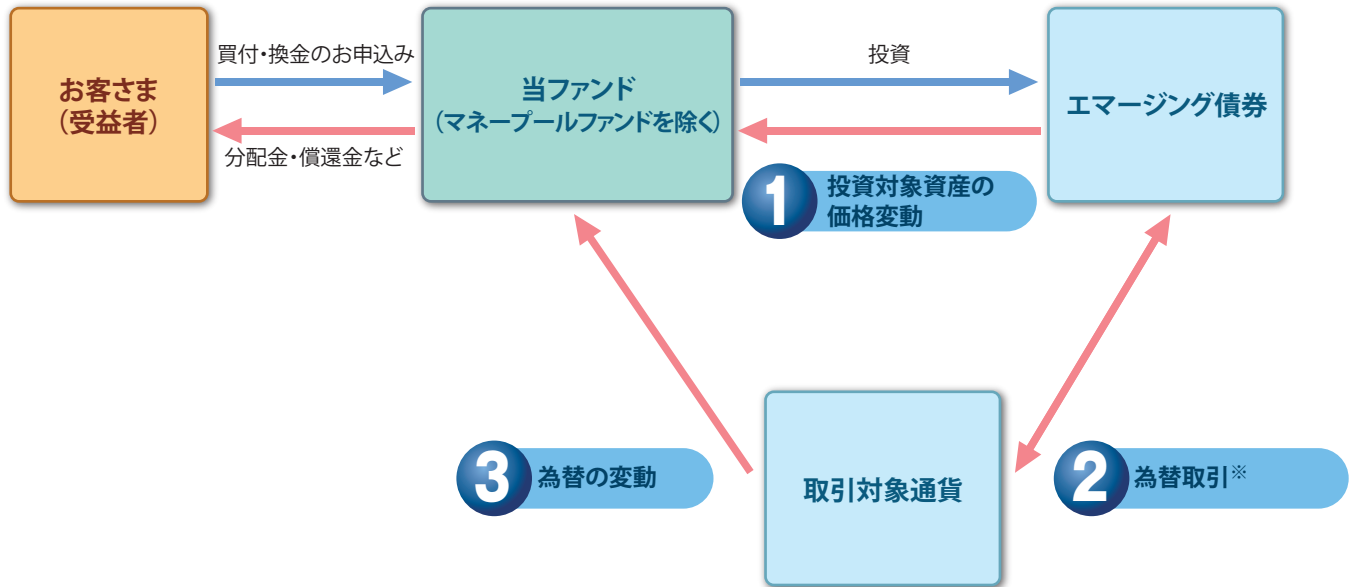 お客さま
（受益者）
買付・換金のお申込み
分配金・償還金など
当ファンド
（マネープールファンドを除く）
投資
エマージング債券
1
投資対象資産の
価格変動
3
為替の変動
取引対象通貨
2
為替取引※